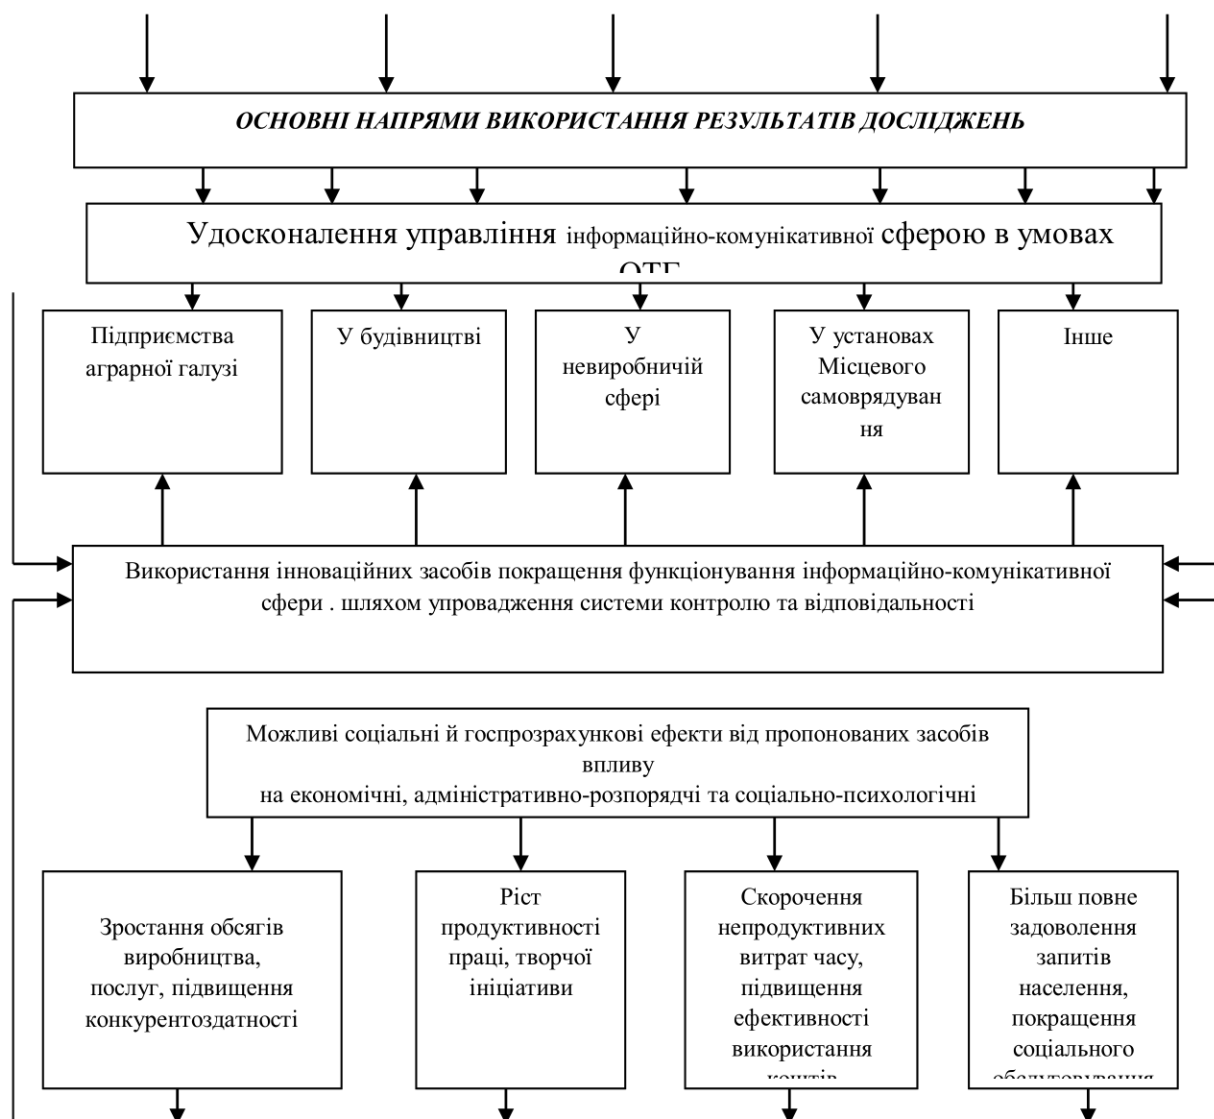 ОСНОВНІ НАПРЯМИ ВИКОРИСТАННЯ РЕЗУЛЬТАТІВ ДОСЛІДЖЕНЬ
Удосконалення управління інформаційно-комунікативної сферою в умовах
ОТГ
Підприємства
аграрної галузі
У будівництві
У
невиробничій
сфері
У установах
Місцевого
самоврядуван
ня
Інше
Використання інноваційних засобів покращення функціонування інформаційно-комунікативної
сфери . шляхом упровадження системи контролю та відповідальності
Можливі соціальні й госпрозрахункові ефекти від пропонованих засобів
впливу
на економічні, адміністративно-розпорядчі та соціально-психологічні
Зростання обсягів
виробництва,
послуг, підвищення
конкурентоздатності
Ріст
продуктивності
праці, творчої
ініціативи
Скорочення
непродуктивних
витрат часу,
підвищення
ефективності
використання
коштів
Більш повне
задоволення
запитів
населення,
покращення
соціального
обслуговування